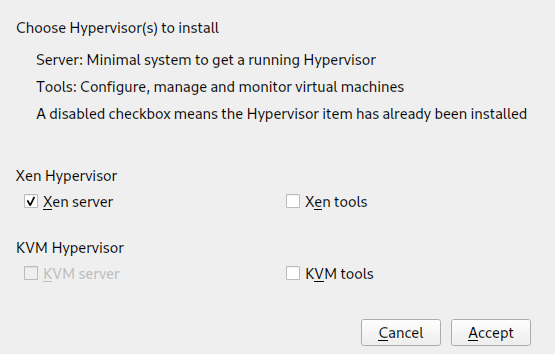 Choose Hypervisor(s) to install
Server: Minimal system to get a running Hypervisor
Tools: Configure, manage and monitor virtual machines
A disabled checkbox means the Hypervisor item has already been installed
Xen Hypervisor
Xen server Xen tools
KVM Hypervisor
KVM server KVM tools
Cancel Accept